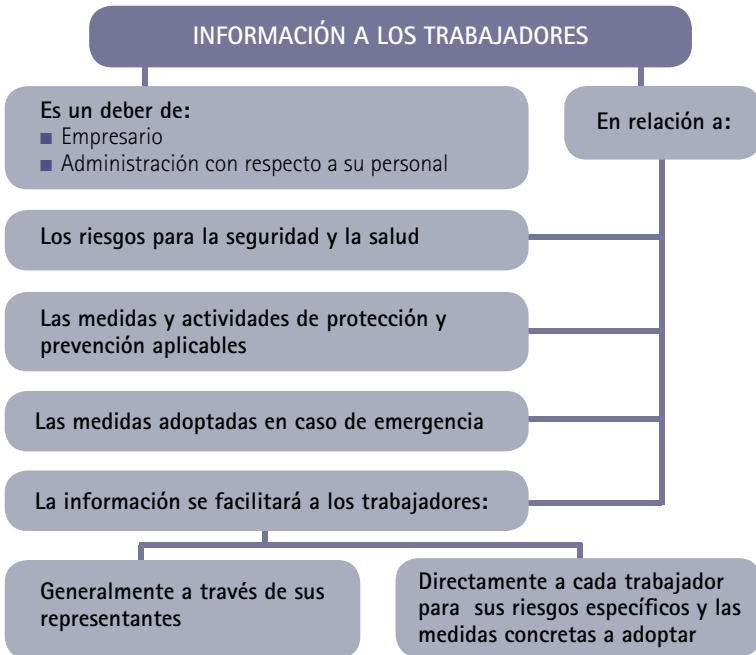 INFORMACIÓN A LOS TRABAJADORES
Es un deber de:
■ Empresario
■ Administración con respecto a su personal
En relación a:
Los riesgos para la seguridad y la salud
Las medidas y actividades de protección y
prevención aplicables
Las medidas adoptadas en caso de emergencia
La información se facilitará a los trabajadores:
Generalmente a través de sus
representantes
Directamente a cada trabajador
para sus riesgos específicos y las
medidas concretas a adoptar